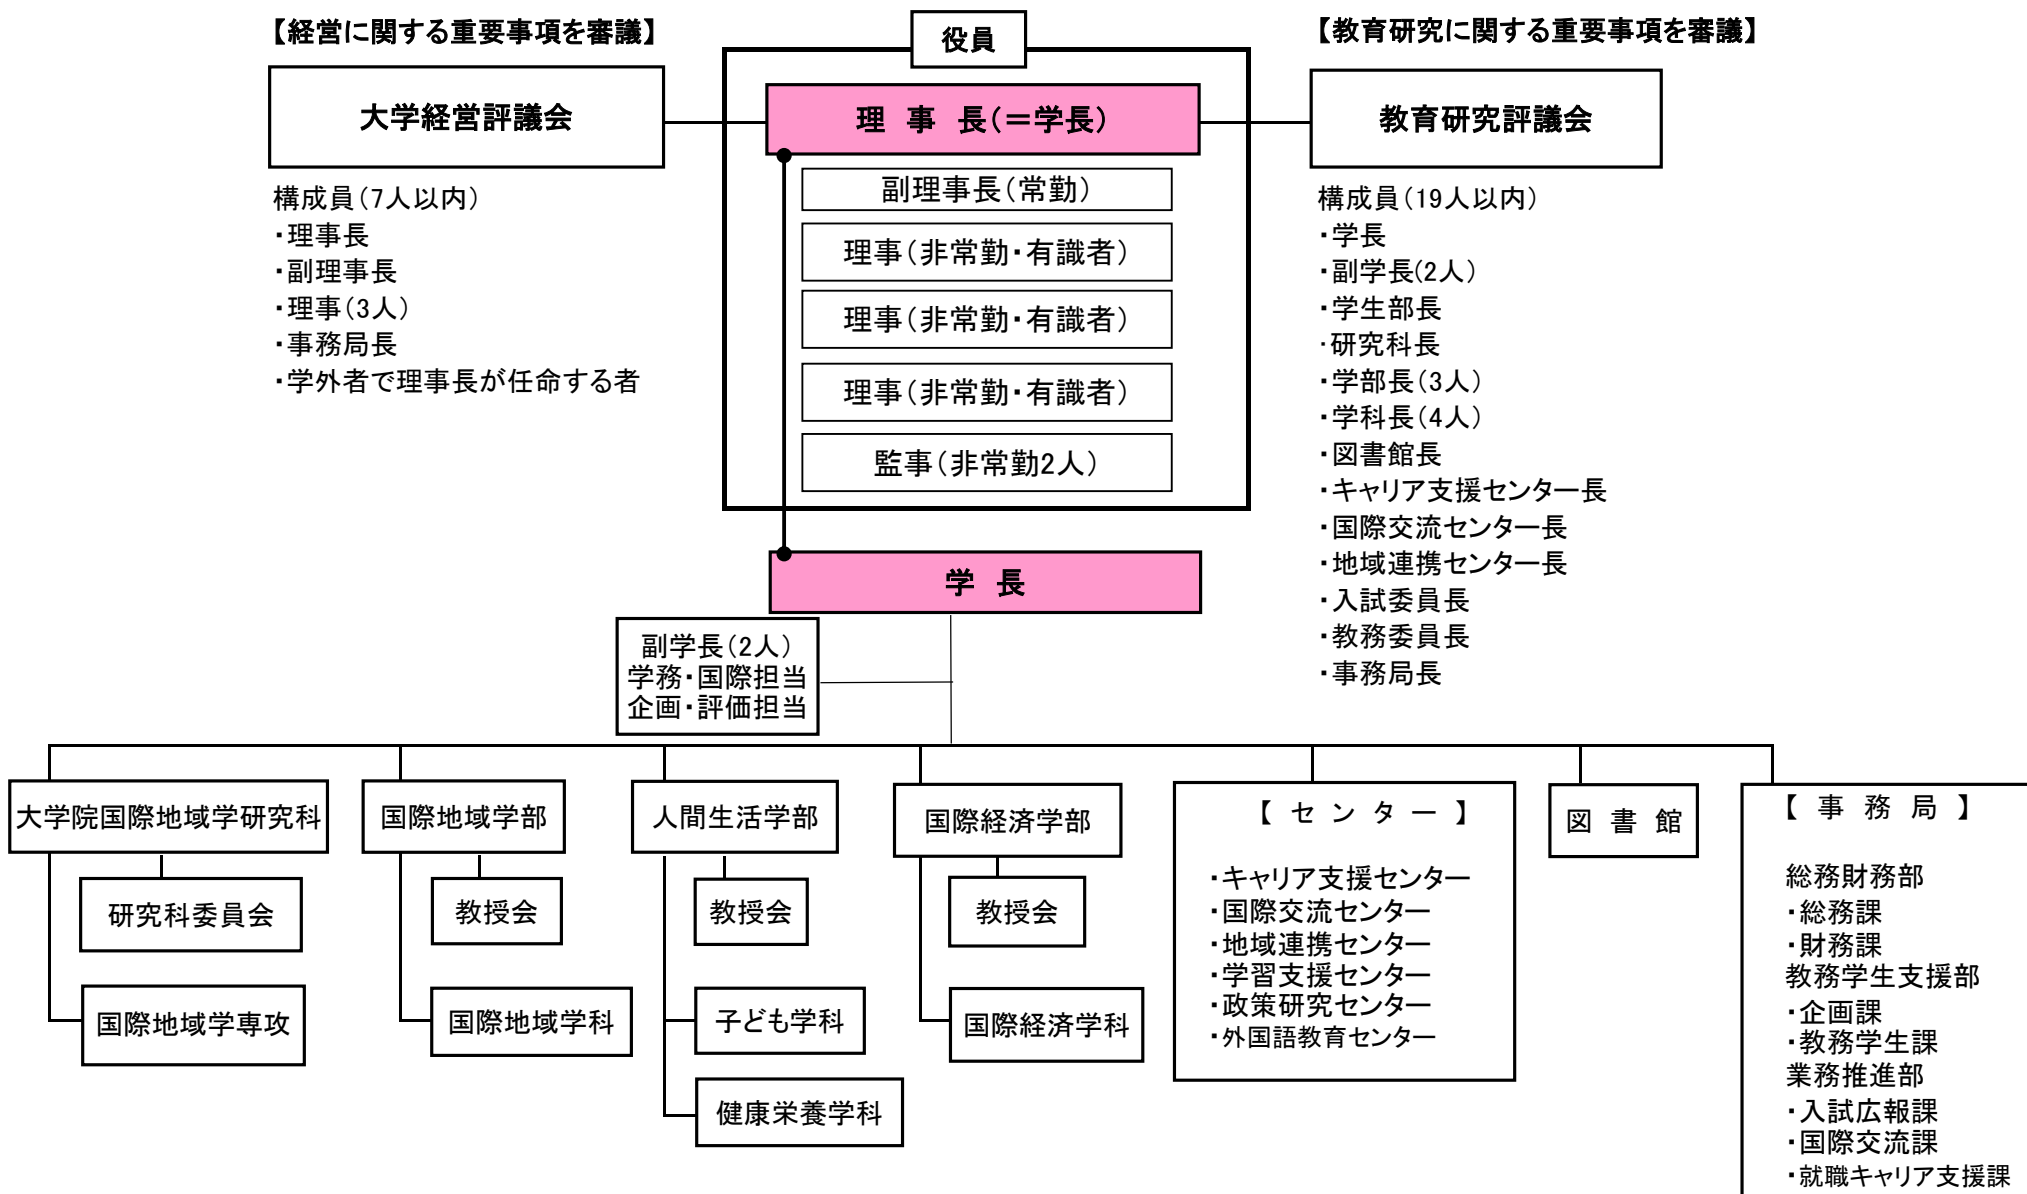 【経営に関する重要事項を審議】
役員
【教育研究に関する重要事項を審議】
大学経営評議会
理 事 長(=学長)
教育研究評議会
構成員(7人以内)
・理事長
・副理事長
・理事(3人)
・事務局長
・学外者で理事長が任命する者
副理事長(常勤)
理事(非常勤・有識者)
理事(非常勤・有識者)
理事(非常勤・有識者)
監事(非常勤2人)
構成員(19人以内)
・学長
・副学長(2人)
・学生部長
・研究科長
・学部長(3人)
・学科長(4人)
・図書館長
・キャリア支援センター長
・国際交流センター長
・地域連携センター長
・入試委員長
・教務委員長
・事務局長
学 長
副学長(2人)
学務・国際担当
企画・評価担当
大学院国際地域学研究科
研究科委員会
国際地域学専攻
国際地域学部
教授会
国際地域学科
人間生活学部
教授会
子ども学科
健康栄養学科
国際経済学部
教授会
国際経済学科
【 セ ン タ ー 】
・キャリア支援センター
・国際交流センター
・地域連携センター
・学習支援センター
・政策研究センター
・外国語教育センター
図 書 館
【 事 務 局 】
総務財務部
・総務課
・財務課
教務学生支援部
・企画課
・教務学生課
業務推進部
・入試広報課
・国際交流課
・就職キャリア支援課